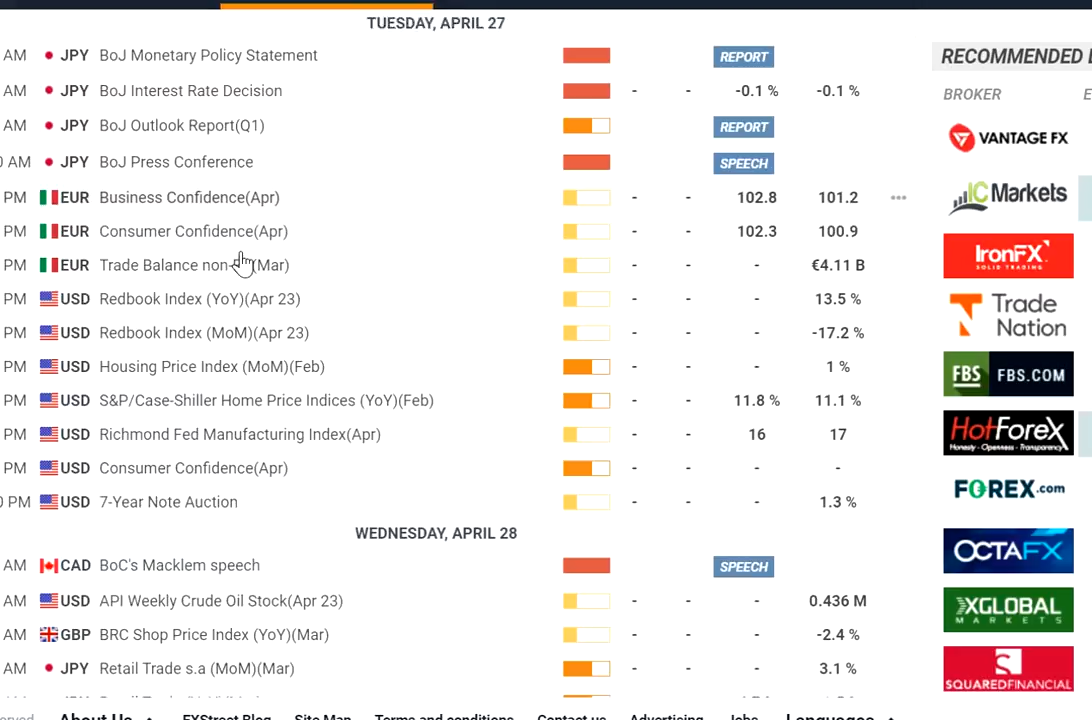 TUESDAY, APRIL 27
AM JPY BoJ Monetary Policy Statement REPORT
AM JPY BoJ Interest Rate Decision - - -0.1 % -0.1 %
AM JPY BoJ Outlook Report(Q1) REPORT
0 AM JPY BoJ Press Conference SPEECH
PM EUR Business Confidence(Apr) - - 102.8 101.2
PM EUR Consumer Confidence(Apr) - - 102.3 100.9
PM EUR Trade Balance non- (Mar) - - - €4.11 B
PM USD Redbook Index (YoY)(Apr 23) - - - 13.5 %
PM USD Redbook Index (MoM)(Apr 23) - - - -17.2 %
PM USD Housing Price Index (MoM)(Feb) - - - 1 %
PM USD S&P/Case-Shiller Home Price Indices (YoY)(Feb) - - 11.8 % 11.1 %
PM USD Richmond Fed Manufacturing Index(Apr) - - 16 17
PM USD Consumer Confidence(Apr) - - - -
0 PM USD 7-Year Note Auction - - - 1.3 %
WEDNESDAY, APRIL 28
AM CAD BoC's Macklem speech SPEECH
AM USD API Weekly Crude Oil Stock(Apr 23) - - - 0.436 M
AM GBP BRC Shop Price Index (YoY)(Mar) - - - -2.4 %
AM JPY Retail Trade s.a (MoM)(Mar) - - - 3.1 %
About Us FXStreet Blog Site Map Terms and conditions Contact us Advertising Jobs Languages
RECOMMENDED
BROKER
VANTAGE FX
IC Markets
IronFX
SOLID TRADING
Trade
Nation
FBS FBS.COM
HotForex
Honesty - Openness - Transparency
FOREX.com
OCTAFX
XGLOBAL
MARKETS
SQUAREDFINANCIAL